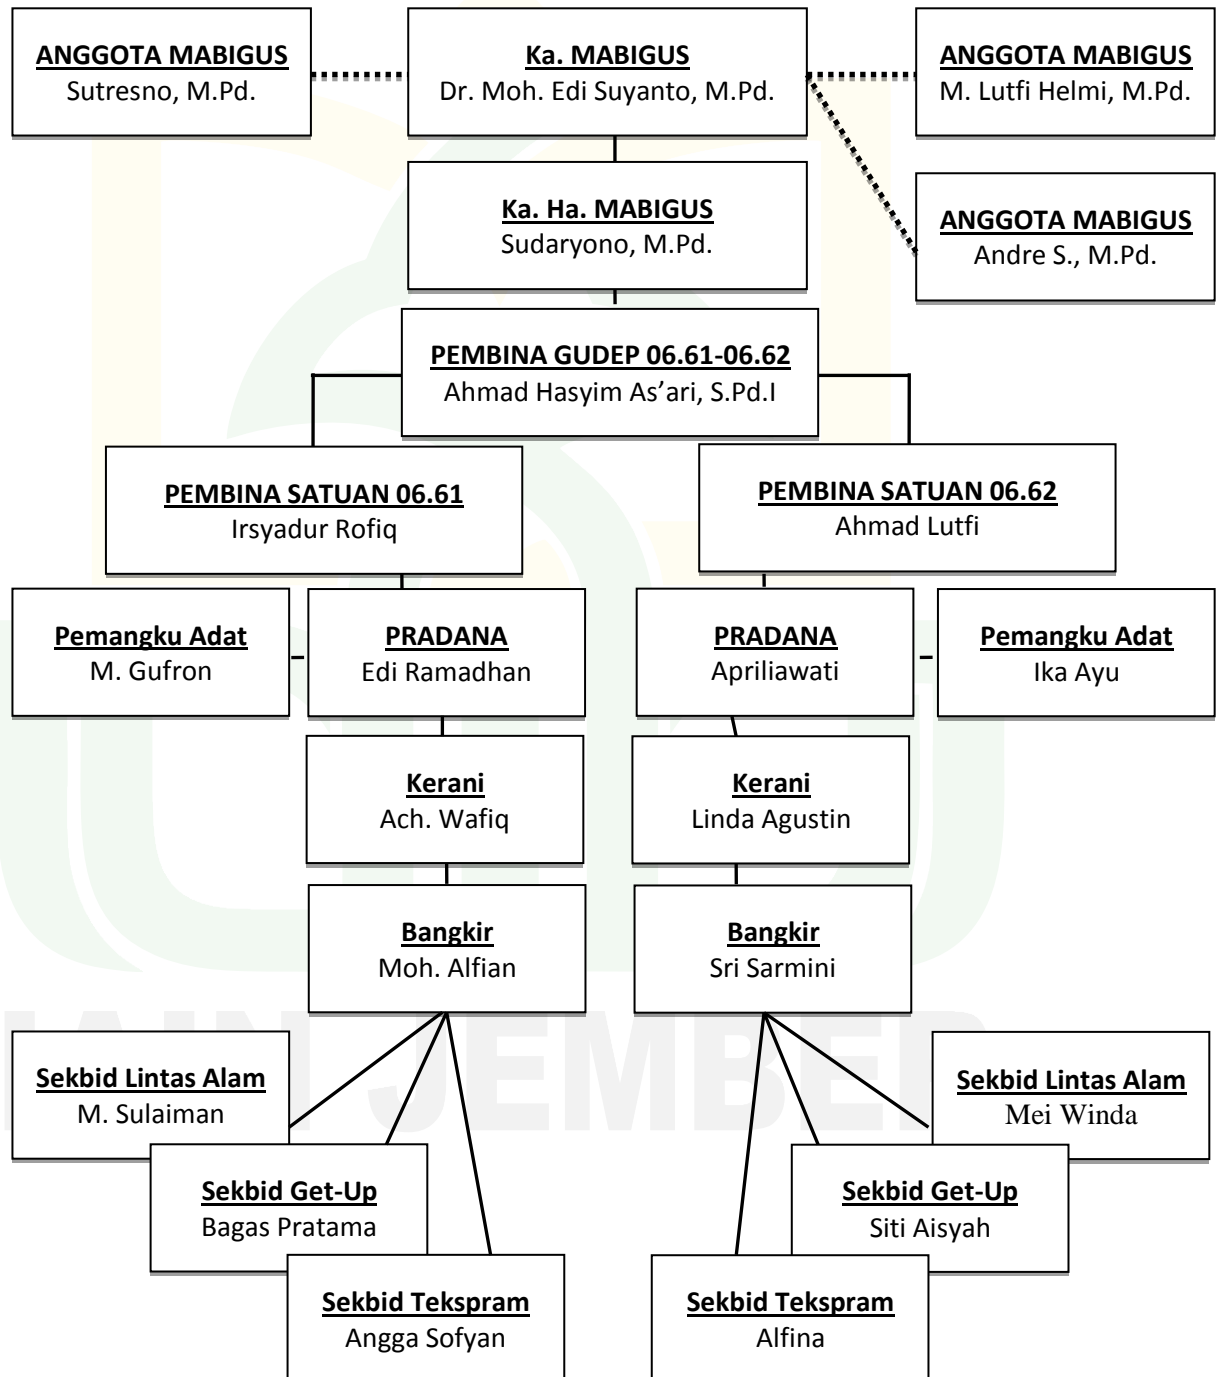 ANGGOTA MABIGUS
Sutresno, M.Pd.
Ka. MABIGUS
Dr. Moh. Edi Suyanto, M.Pd.
ANGGOTA MABIGUS
M. Lutfi Helmi, M.Pd.
Ka. Ha. MABIGUS
Sudaryono, M.Pd.
ANGGOTA MABIGUS
Andre S., M.Pd.
PEMBINA GUDEP 06.61-06.62
Ahmad Hasyim As’ari, S.Pd.I
PEMBINA SATUAN 06.61
Irsyadur Rofiq
PEMBINA SATUAN 06.62
Ahmad Lutfi
Pemangku Adat
M. Gufron
PRADANA
Edi Ramadhan
PRADANA
Apriliawati
Pemangku Adat
Ika Ayu
Kerani
Ach. Wafiq
Kerani
Linda Agustin
Bangkir
Moh. Alfian
Bangkir
Sri Sarmini
IAIN JEMBER
Sekbid Lintas Alam
M. Sulaiman
Sekbid Lintas Alam
Mei Winda
Sekbid Get-Up
Bagas Pratama
Sekbid Get-Up
Siti Aisyah
Sekbid Tekspram
Angga Sofyan
Sekbid Tekspram
Alfina